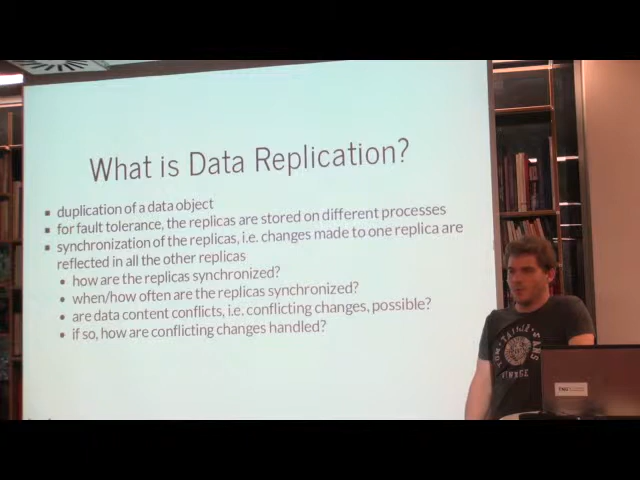 What is Data Replication?
duplication of a data object
for fault tolerance, the replicas are stored on different processes
synchronization of the replicas, i.e. changes made to one replica are
reflected in all the other replicas
how are the replicas synchronized?
when/how often are the replicas synchronized?
are data content conflicts, i.e. conflicting changes, possible?
if so, how are conflicting changes handled?